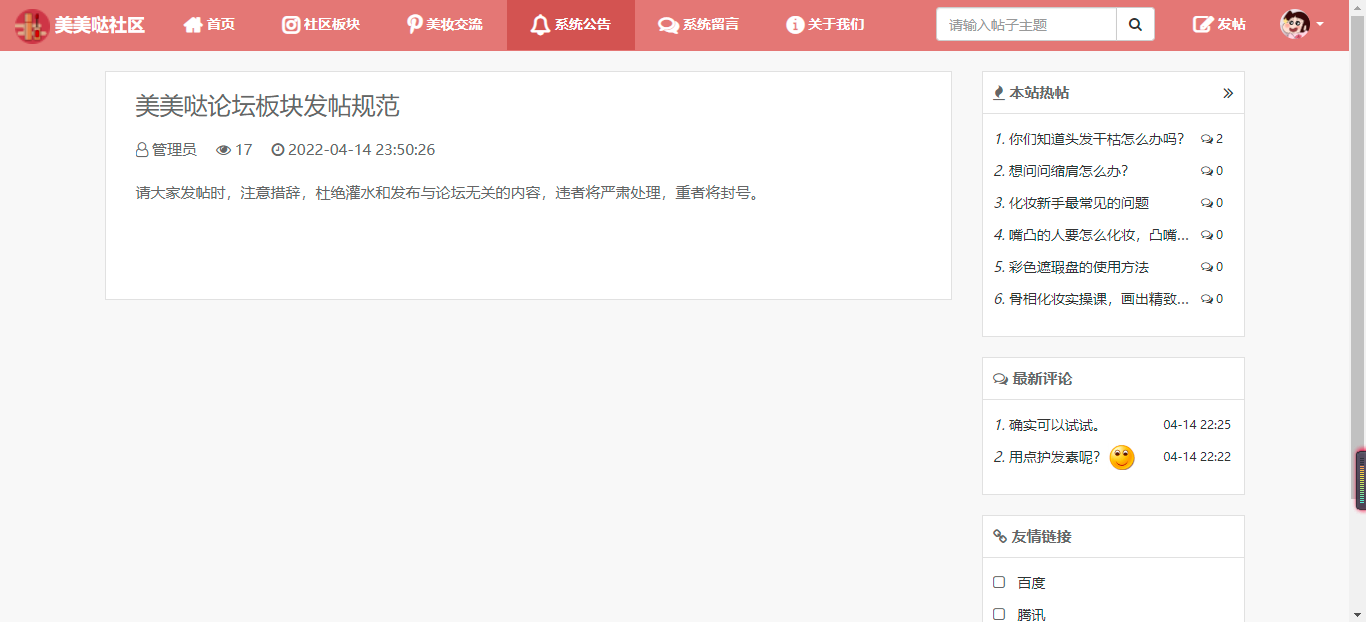 美美哒社区 首页 社区板块 美妆交流 系统公告 系统留言 关于我们 请输入帖子主题 发帖
美美哒论坛板块发帖规范
管理员 17 2022-04-14 23:50:26
请大家发帖时，注意措辞，杜绝灌水和发布与论坛无关的内容，违者将严肃处理，重者将封号。
本站热帖
1. 你们知道头发干枯怎么办吗？ 2
2. 想问问缩肩怎么办？ 0
3. 化妆新手最常见的问题 0
4. 嘴凸的人要怎么化妆，凸嘴... 0
5. 彩色遮瑕盘的使用方法 0
6. 骨相化妆实操课，画出精致... 0
最新评论
1. 确实可以试试。 04-14 22:25
2. 用点护发素呢？ 04-14 22:22
友情链接
百度
腾讯